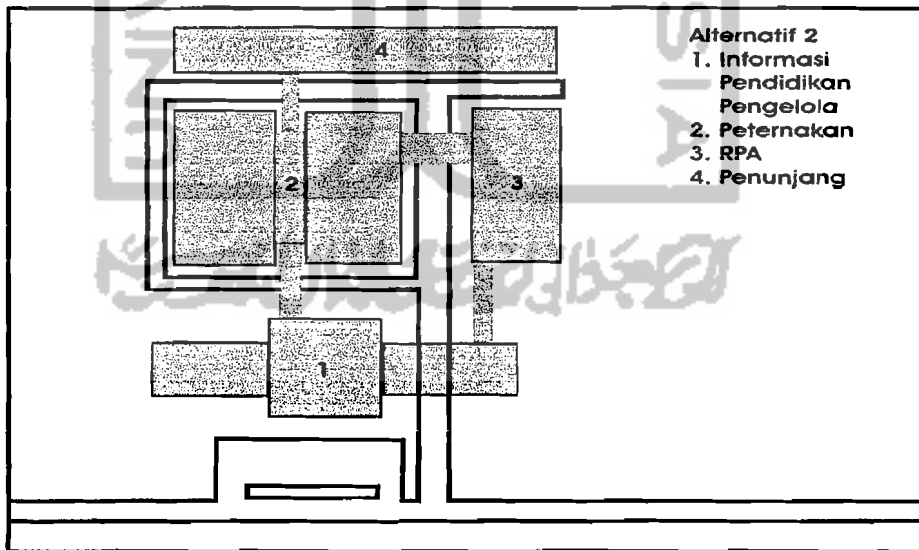 Alternatif 2
1. Informasi
Pendidikan
Pengelola
2. Peternakan
3. RPA
4. Penunjang
4
2
3
1